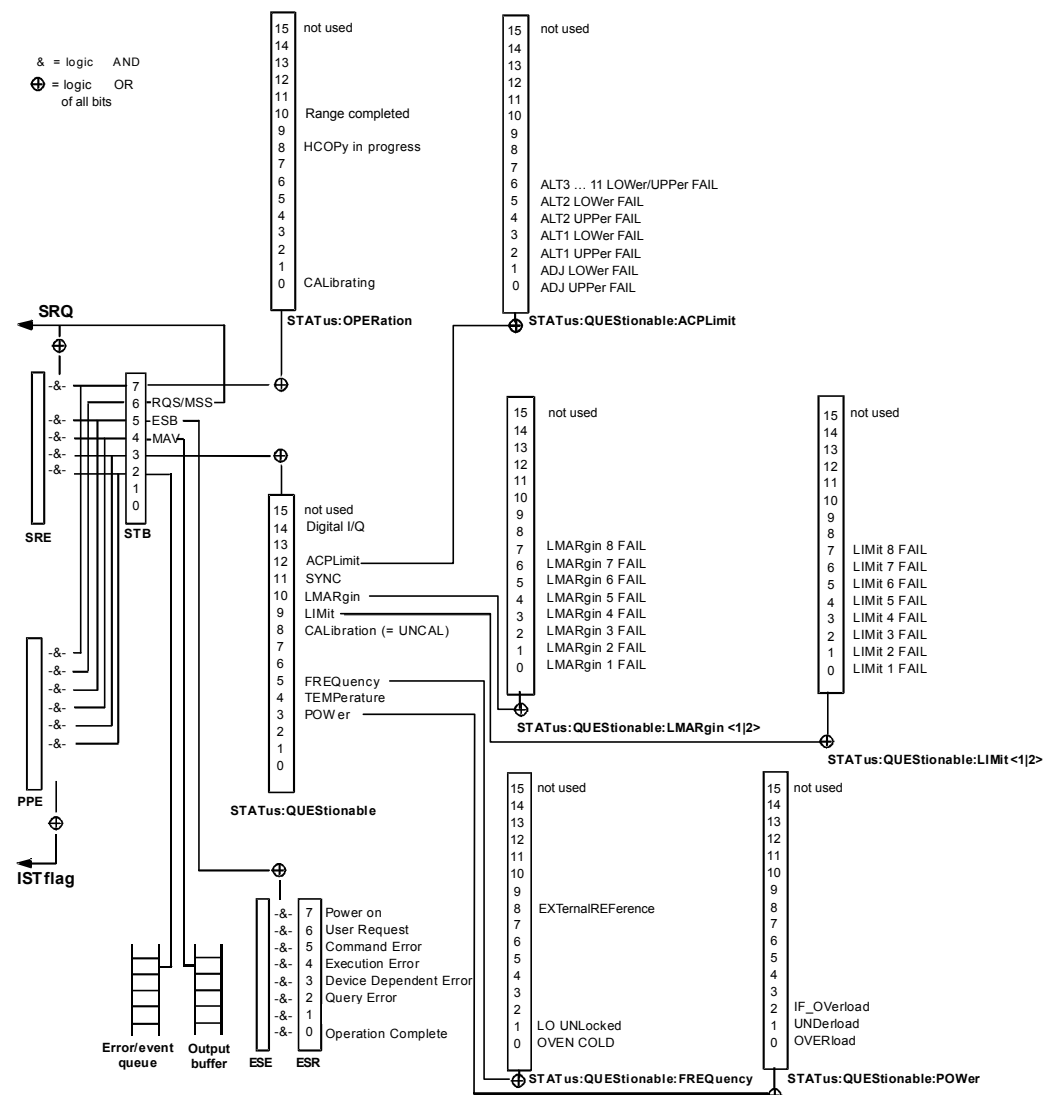 & = logic AND
⊕ = logic OR
of all bits
15 not used
14
13
12
11
10 Range completed
9
8 HCOPy in progress
7
6
5
4
3
2
1
0 CALibrating
STATus:OPERation
15 not used
14
13
12
11
10
9
8
7
6 ALT3 ... 11 LOWer/UPPer FAIL
5 ALT2 LOWer FAIL
4 ALT2 UPPer FAIL
3 ALT1 LOWer FAIL
2 ALT1 UPPer FAIL
1 ADJ LOWer FAIL
0 ADJ UPPer FAIL
STATus:QUEStionable:ACPLimit
SRQ
-&- 7
6 RQS/MSS
-&- 5 ESB
-&- 4 MAV
-&- 3
-&- 2
1
0
SRE
STB
15 not used
14 Digital I/Q
13
12 ACPLimit
11 SYNC
10 LMARgin
9 LIMit
8 CALibration (= UNCAL)
7
6
5 FREQuency
4 TEMPerature
3 POWer
2
1
0
STATus:QUEStionable
15 not used
14
13
12
11
10
9
8
7 LMARgin 8 FAIL
6 LMARgin 7 FAIL
5 LMARgin 6 FAIL
4 LMARgin 5 FAIL
3 LMARgin 4 FAIL
2 LMARgin 3 FAIL
1 LMARgin 2 FAIL
0 LMARgin 1 FAIL
STATus:QUEStionable:LMARgin <1|2>
15 not used
14
13
12
11
10
9
8
7 LIMit 8 FAIL
6 LIMit 7 FAIL
5 LIMit 6 FAIL
4 LIMit 5 FAIL
3 LIMit 4 FAIL
2 LIMit 3 FAIL
1 LIMit 2 FAIL
0 LIMit 1 FAIL
STATus:QUEStionable:LIMit <1|2>
-&-
-&-
-&-
-&-
-&-
-&-
PPE
ISTflag
-&- 7 Power on
-&- 6 User Request
-&- 5 Command Error
-&- 4 Execution Error
-&- 3 Device Dependent Error
-&- 2 Query Error
-&- 1
-&- 0 Operation Complete
Error/event
queue
Output
buffer
ESE
ESR
15 not used
14
13
12
11
10
9
8 EXTernalREFerence
7
6
5
4
3
2
1 LO UNLocked
0 OVEN COLD
STATus:QUEStionable:FREQuency
15 not used
14
13
12
11
10
9
8
7
6
5
4
3
2 IF_OVerload
1 UNDerload
0 OVERload
STATus:QUEStionable:POWer